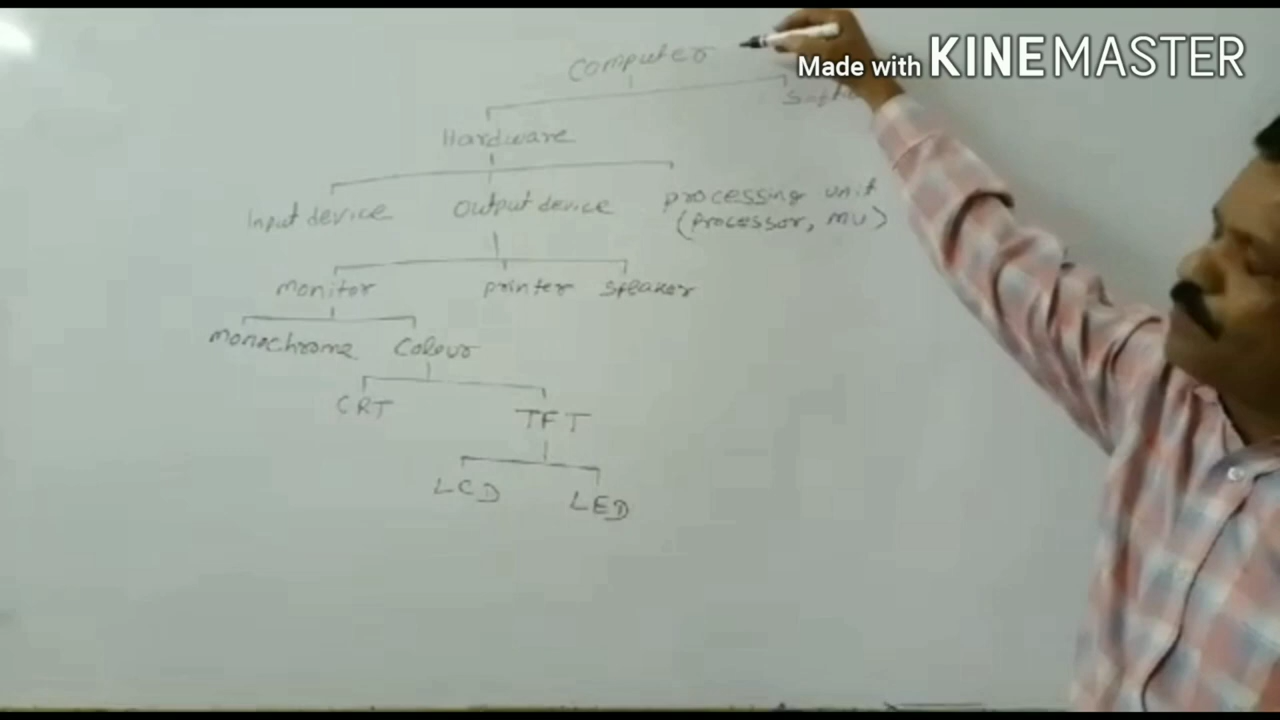 Made with KINEMASTER
Computer
Hardware
Input device Output device processing unit
(Processor, MU)
Monitor printer speaker
Monochrome Colour
CRT TFT
LCD LED